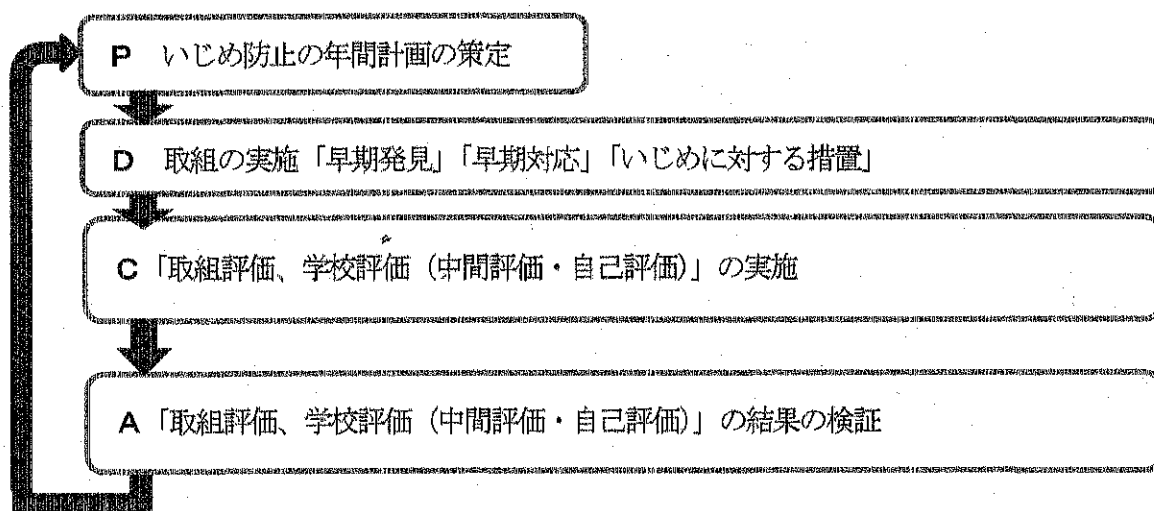 P いじめ防止の年間計画の策定
D 取組の実施「早期発見」「早期対応」「いじめに対する措置」
C「取組評価、学校評価（中間評価・自己評価）」の実施
A「取組評価、学校評価（中間評価・自己評価）」の結果の検証